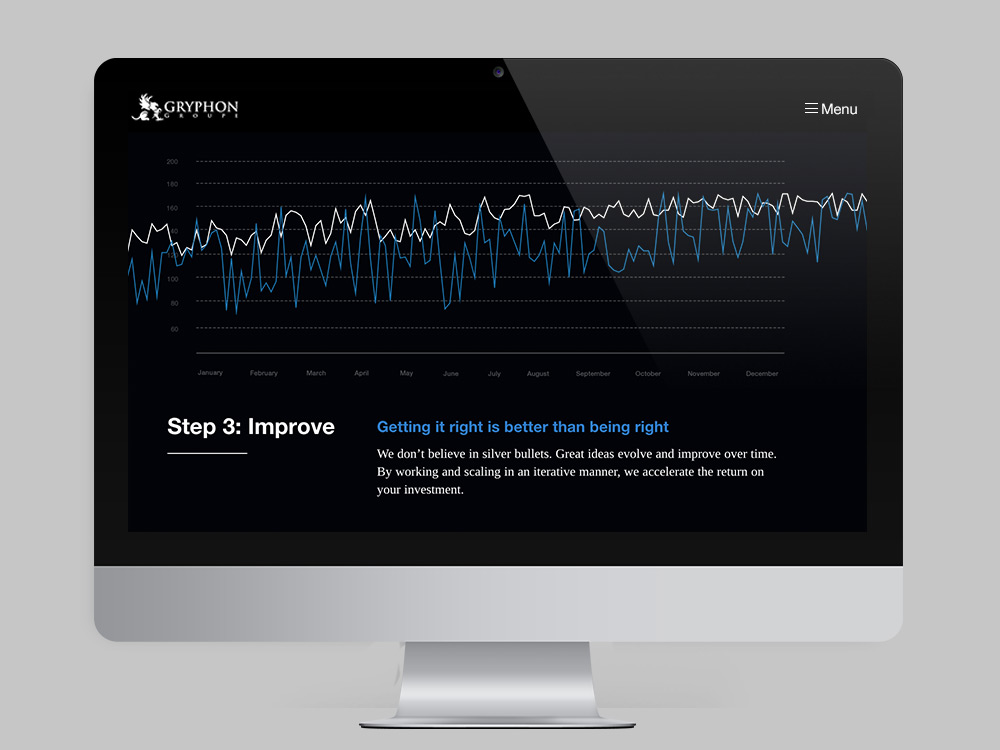 GRYPHON
GROUPE
Menu
200
180
160
140
120
100
80
60
January February March April May June July August September October November December
Step 3: Improve
Getting it right is better than being right
We don’t believe in silver bullets. Great ideas evolve and improve over time.
By working and scaling in an iterative manner, we accelerate the return on
your investment.